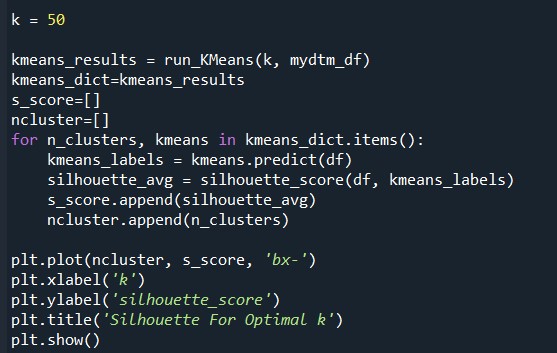 k = 50
kmeans_results = run_KMeans(k, mydtm_df)
kmeans_dict=kmeans_results
s_score=[]
ncluster=[]
for n_clusters, kmeans in kmeans_dict.items():
    kmeans_labels = kmeans.predict(df)
    silhouette_avg = silhouette_score(df, kmeans_labels)
    s_score.append(silhouette_avg)
    ncluster.append(n_clusters)
plt.plot(ncluster, s_score, 'bx-')
plt.xlabel('k')
plt.ylabel('silhouette_score')
plt.title('Silhouette For Optimal k')
plt.show()